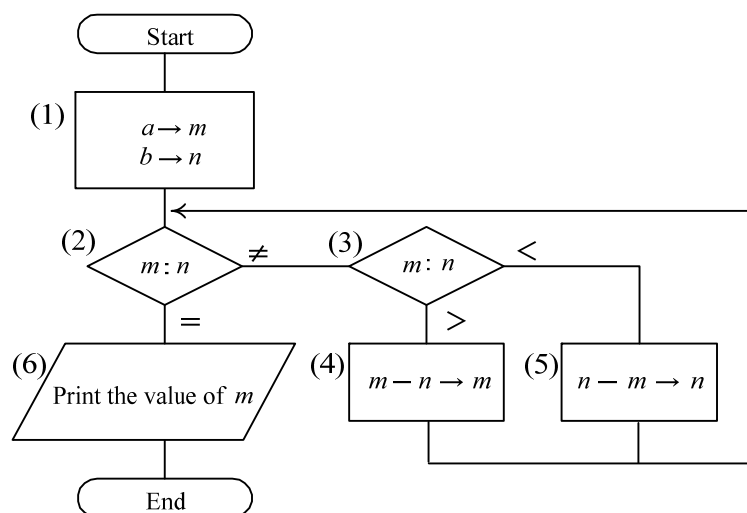 Start
(1)
a → m
b → n
(2)
m : n
≠
(3)
m : n
<
=
>
(6)
Print the value of m
(4)
m − n → m
(5)
n − m → n
End